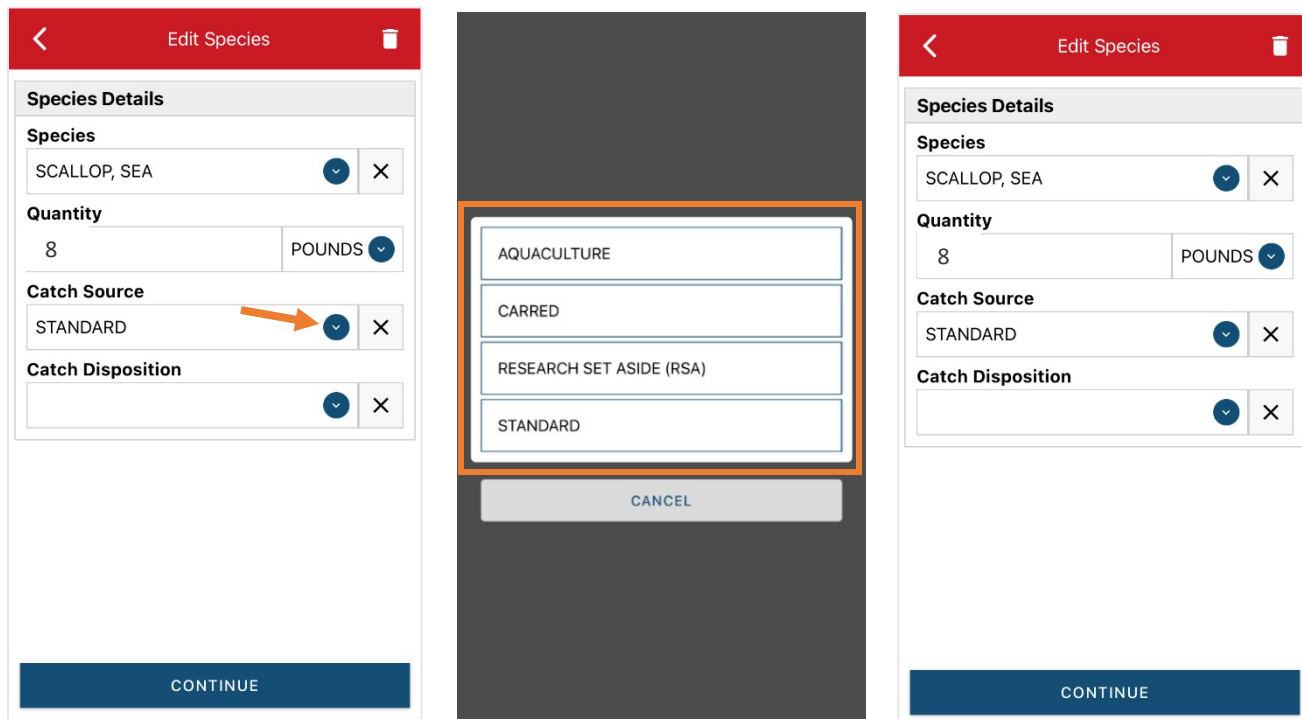 Edit Species
Species Details
Species
SCALLOP, SEA
Quantity
8 POUNDS
Catch Source
STANDARD
Catch Disposition
CONTINUE
AQUACULTURE
CARRED
RESEARCH SET ASIDE (RSA)
STANDARD
CANCEL
Edit Species
Species Details
Species
SCALLOP, SEA
Quantity
8 POUNDS
Catch Source
STANDARD
Catch Disposition
CONTINUE